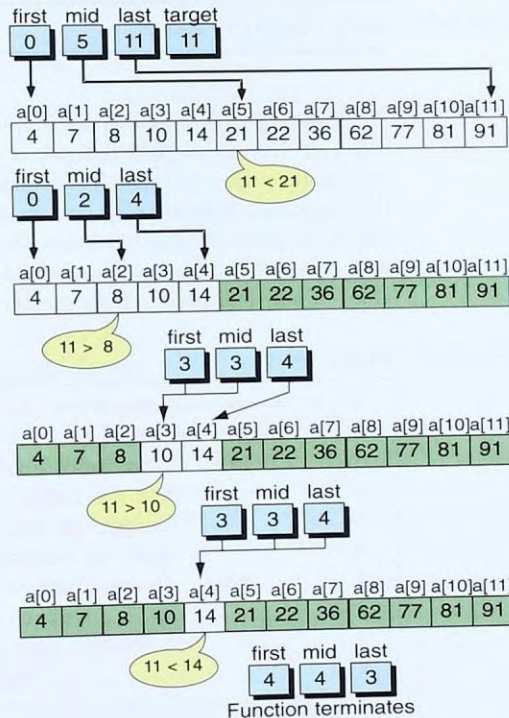 first mid last target
0 5 11 11
a[0] a[1] a[2] a[3] a[4] a[5] a[6] a[7] a[8] a[9] a[10] a[11]
4 7 8 10 14 21 22 36 62 77 81 91
11 < 21
first mid last
0 2 4
a[0] a[1] a[2] a[3] a[4] a[5] a[6] a[7] a[8] a[9] a[10] a[11]
4 7 8 10 14 21 22 36 62 77 81 91
11 > 8
first mid last
3 3 4
a[0] a[1] a[2] a[3] a[4] a[5] a[6] a[7] a[8] a[9] a[10] a[11]
4 7 8 10 14 21 22 36 62 77 81 91
11 > 10
first mid last
3 3 4
a[0] a[1] a[2] a[3] a[4] a[5] a[6] a[7] a[8] a[9] a[10] a[11]
4 7 8 10 14 21 22 36 62 77 81 91
11 < 14
first mid last
4 4 3
Function terminates